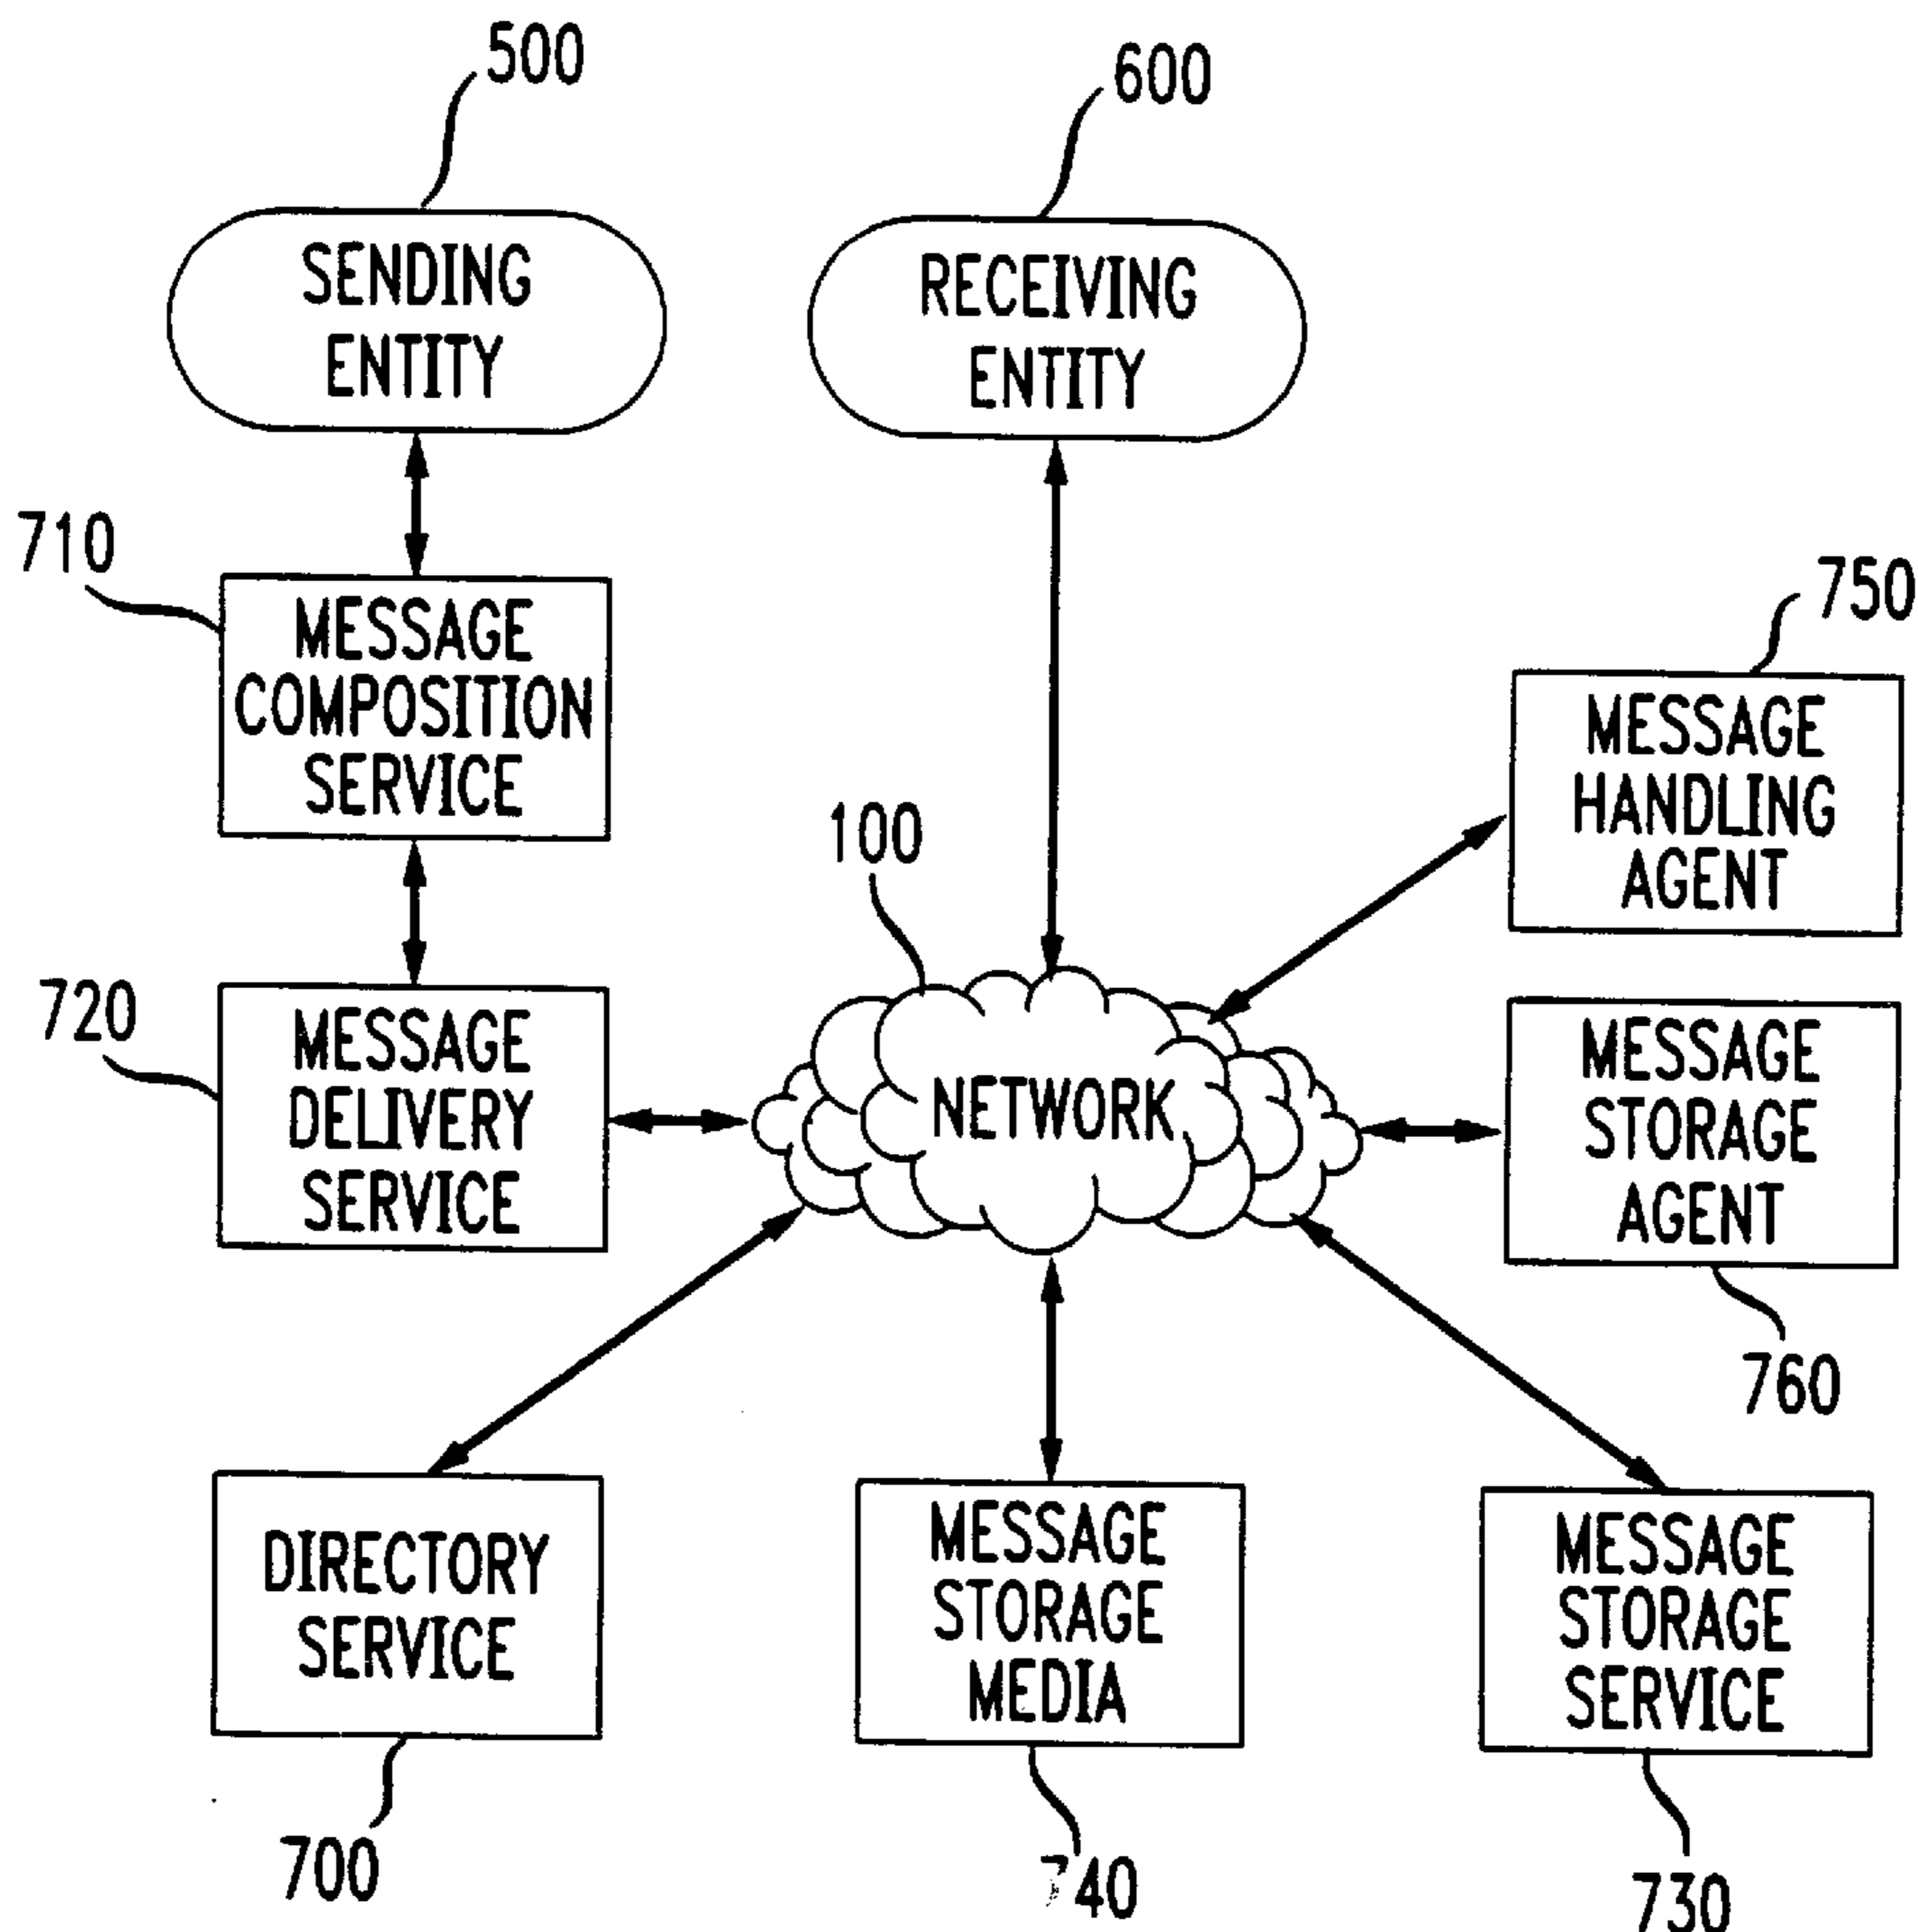 500
600
SENDING
ENTITY
RECEIVING
ENTITY
710
MESSAGE
COMPOSITION
SERVICE
750
MESSAGE
HANDLING
AGENT
100
720
MESSAGE
DELIVERY
SERVICE
NETWORK
MESSAGE
STORAGE
AGENT
760
DIRECTORY
SERVICE
MESSAGE
STORAGE
MEDIA
MESSAGE
STORAGE
SERVICE
700
740
730